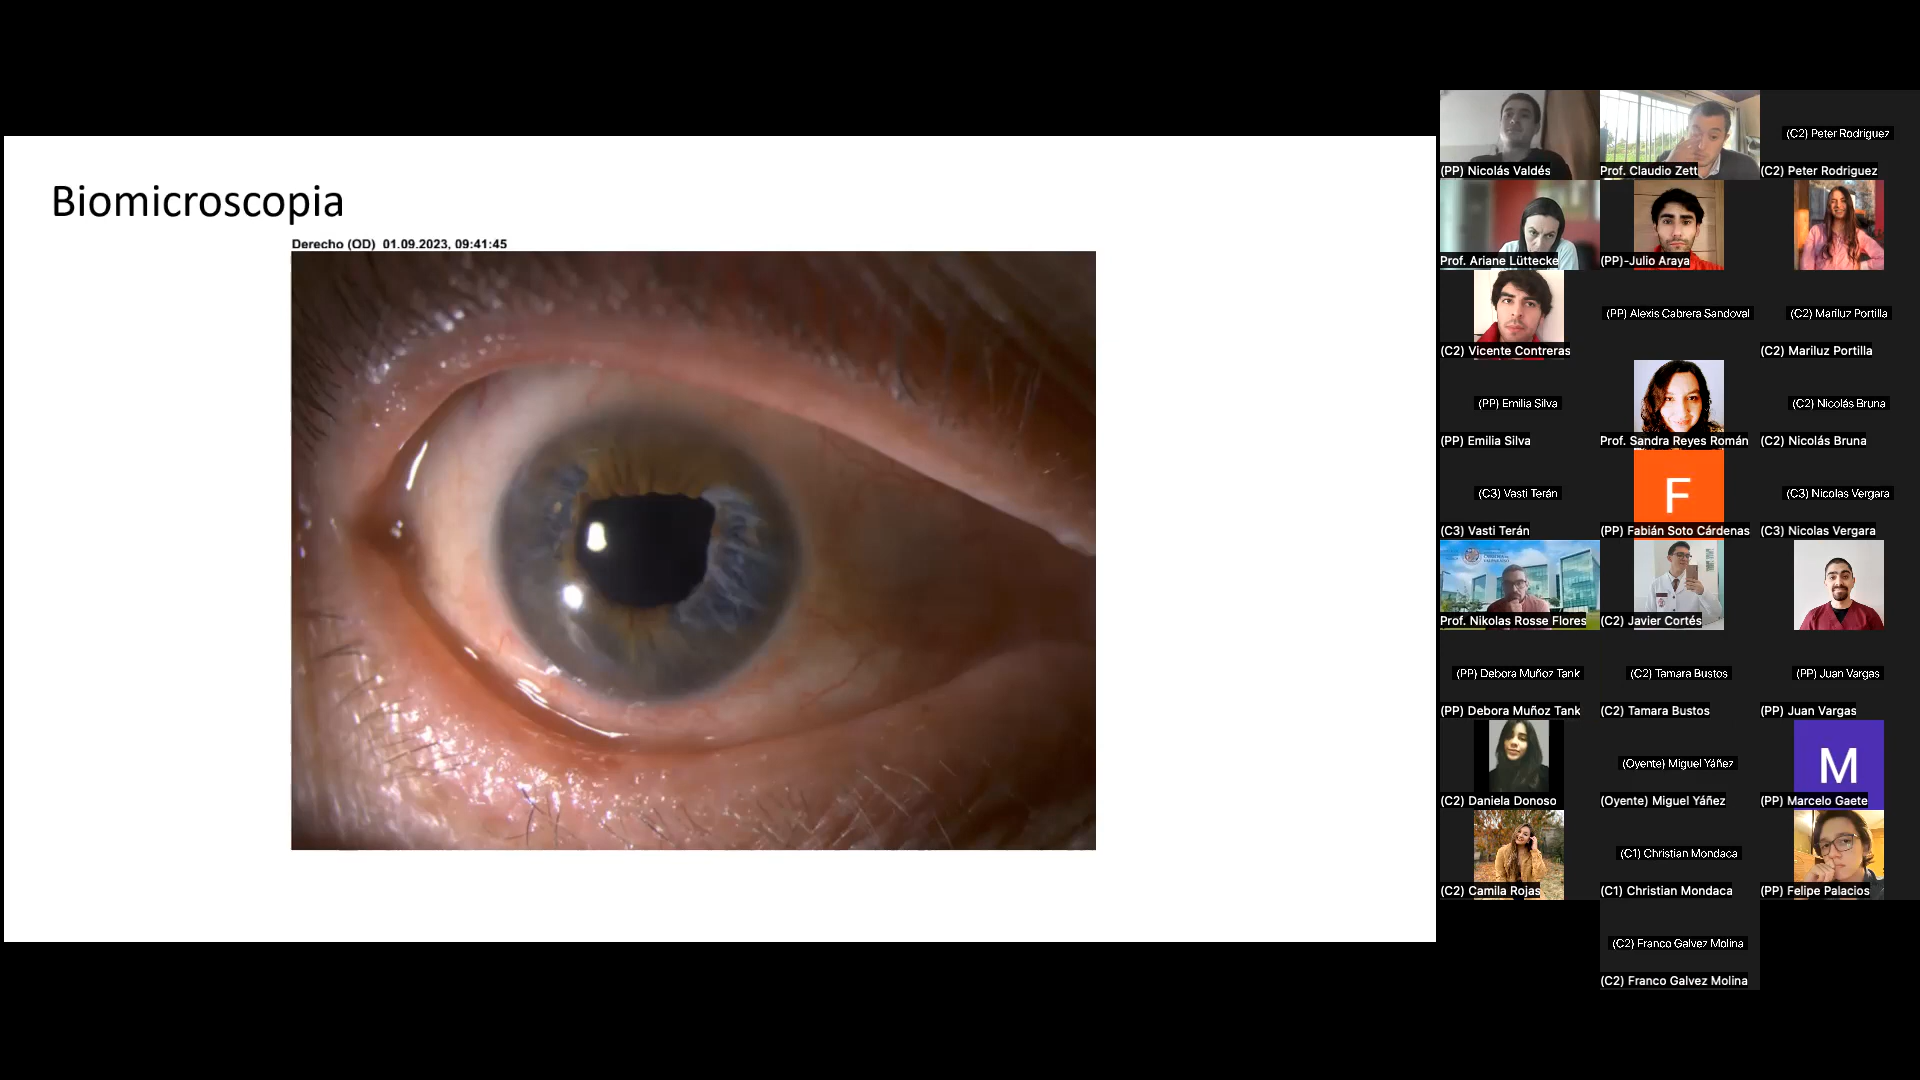 Biomicroscopia
Derecho (OD) 01.09.2023, 09:41:45
(PP) Nicolás Valdés
Prof. Claudio Zett
(C2) Peter Rodriguez
(C2) Peter Rodriguez
Prof. Ariane Lüttecke
(PP)-Julio Araya
(C2) Vicente Contreras
(PP) Alexis Cabrera Sandoval
(C2) Mariluz Portilla
(C2) Mariluz Portilla
(PP) Emilia Silva
(PP) Emilia Silva
Prof. Sandra Reyes Román
(C2) Nicolás Bruna
(C2) Nicolás Bruna
(C3) Vasti Terán
(C3) Vasti Terán
F
(PP) Fabián Soto Cárdenas
(C3) Nicolas Vergara
(C3) Nicolas Vergara
Prof. Nikolas Rosse Flores
(C2) Javier Cortés
(PP) Debora Muñoz Tank
(PP) Debora Muñoz Tank
(C2) Tamara Bustos
(C2) Tamara Bustos
(PP) Juan Vargas
(PP) Juan Vargas
(C2) Daniela Donoso
(Oyente) Miguel Yáñez
(Oyente) Miguel Yáñez
M
(PP) Marcelo Gaete
(C2) Camila Rojas
(C1) Christian Mondaca
(C1) Christian Mondaca
(PP) Felipe Palacios
(C2) Franco Galvez Molina
(C2) Franco Galvez Molina